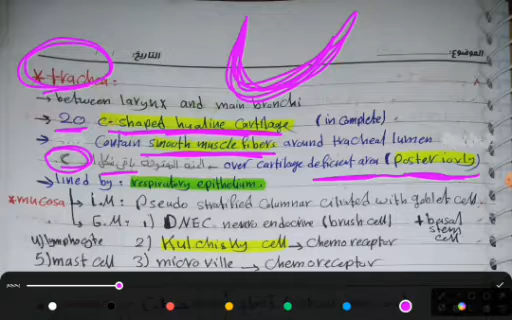 الموضوع: التاريخ:
* trachea:
→ between larynx and main bronchi
→ 20 c-shaped hyaline Cartilage (incomplete)
→ Contain smooth muscle fibers around tracheal lumen
C over cartilage deficient area (posteriorly)
→ lined by: respiratory epithelium.
* mucosa → L.M: Pseudo stratified Columnar ciliated with goblet cell.
→ E.M: 1) DNEC neuro endocrine (brush cell) + basal stem cell
4) lymphocyte 2) Kulchisky cell → chemoreceptor
5) mast cell 3) microville → Chemoreceptor